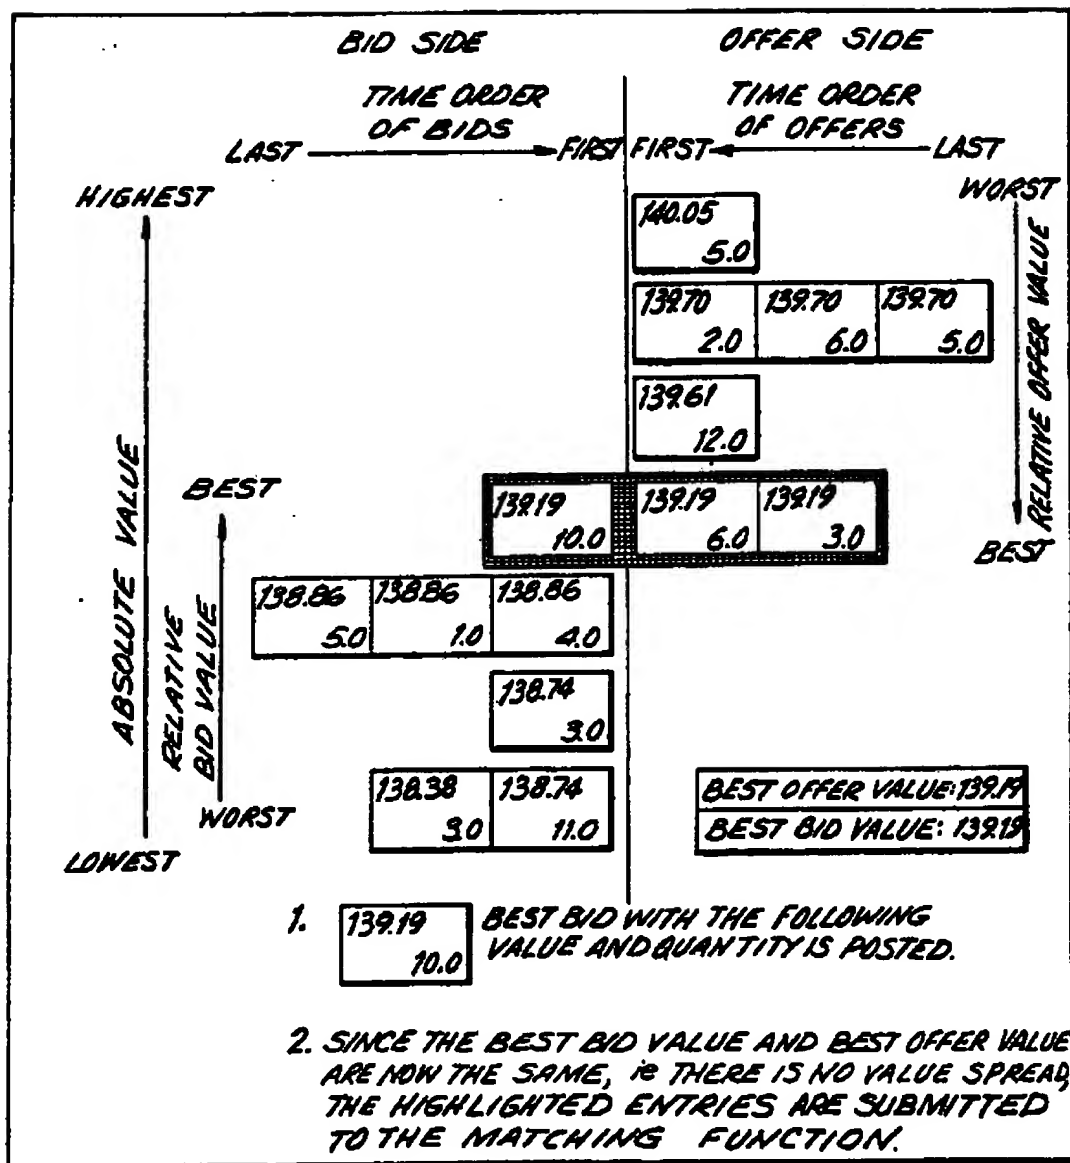 BID SIDE
OFFER SIDE
TIME ORDER
OF BIDS
TIME ORDER
OF OFFERS
LAST
FIRST
FIRST
LAST
HIGHEST
WORST
140.05
5.0
139.70
139.70
139.70
2.0
6.0
5.0
RELATIVE OFFER VALUE
139.61
12.0
ABSOLUTE VALUE
BEST
139.19
139.19
139.19
10.0
6.0
3.0
BEST
138.86
138.86
138.86
5.0
1.0
4.0
RELATIVE
BID VALUE
138.74
3.0
138.38
138.74
3.0
11.0
WORST
LOWEST
BEST OFFER VALUE: 139.19
BEST BID VALUE: 139.19
1.
139.19
10.0
BEST BID WITH THE FOLLOWING
VALUE AND QUANTITY IS POSTED.
2. SINCE THE BEST BID VALUE AND BEST OFFER VALUE
ARE NOW THE SAME, ie THERE IS NO VALUE SPREAD,
THE HIGHLIGHTED ENTRIES ARE SUBMITTED
TO THE MATCHING FUNCTION.